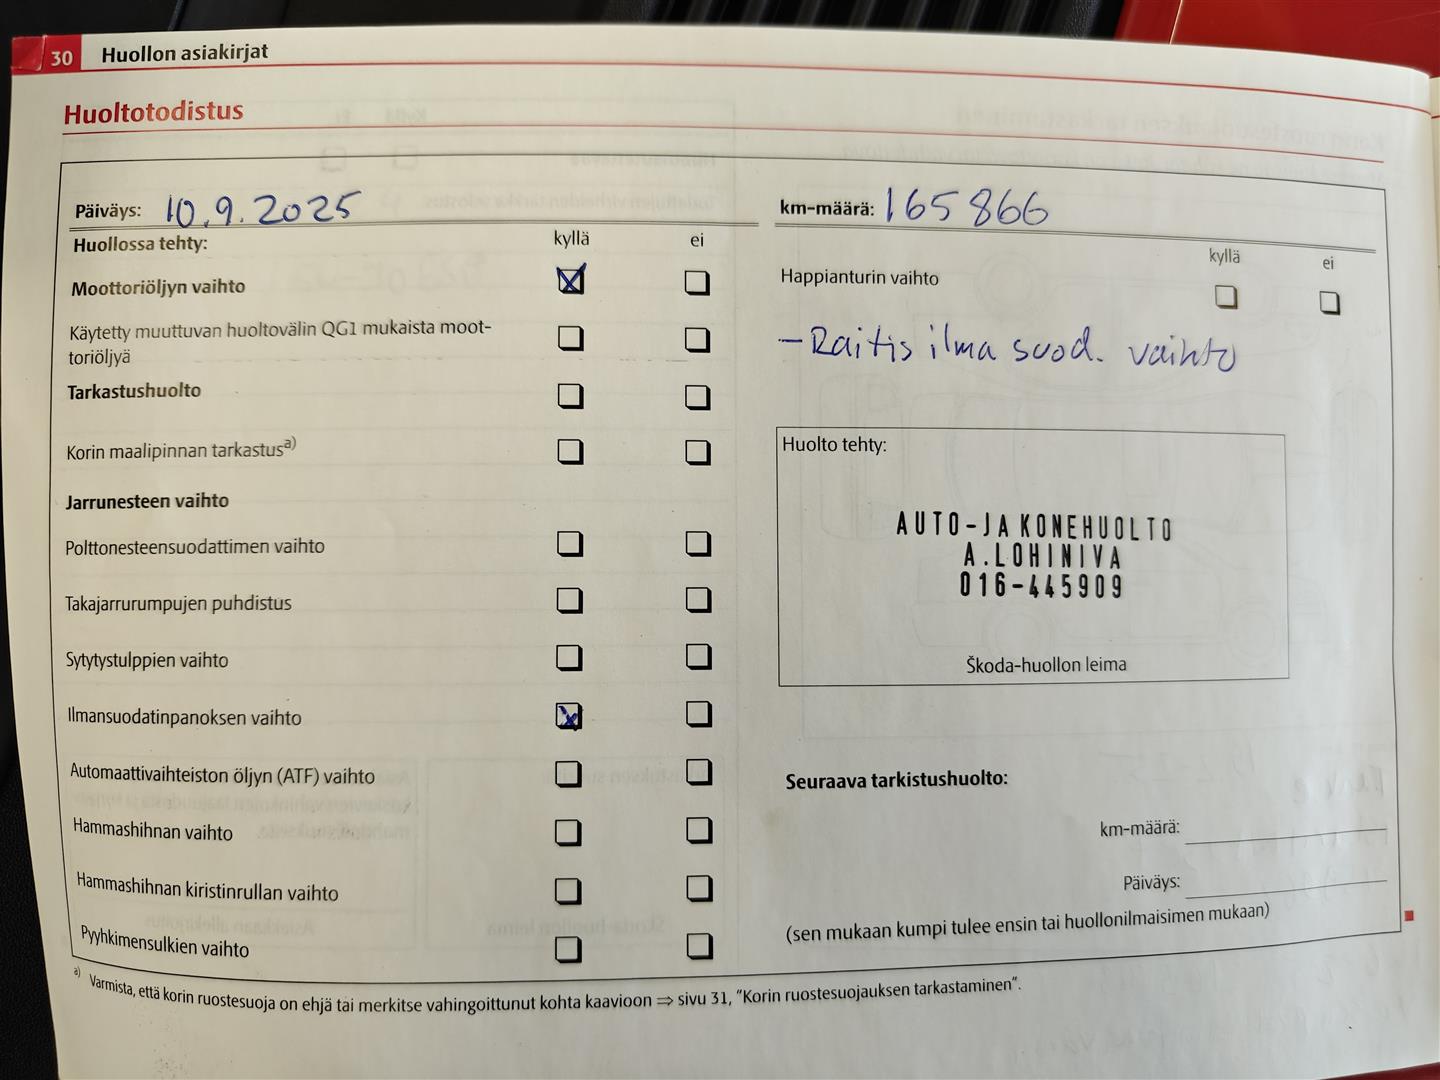 30 Huollon asiakirjat
Huoltotodistus
Päiväys: 10.9.2025
Huollossa tehty: kyllä ei
Moottoriöljyn vaihto
Käytetty muuttuvan huoltovälin QG1 mukaista moot-
toriöljyä
Tarkastushuolto
Korin maalipinnan tarkastus a)
Jarrunesteen vaihto
Polttonesteensuodattimen vaihto
Takajarrurumpujen puhdistus
Sytytystulppien vaihto
Ilmansuodatinpanoksen vaihto
Automaattivaihteiston öljyn (ATF) vaihto
Hammashihnan vaihto
Hammashihnan kiristinrullan vaihto
Pyyhkimensulkien vaihto
km-määrä: 165866
kyllä ei
Happianturin vaihto
- Raitis ilma suod. vaihto
Huolto tehty:
AUTO-JA KONEHUOLTO
A.LOHINIVA
016-445909
Škoda-huollon leima
Seuraava tarkistushuolto:
km-määrä:
Päiväys:
(sen mukaan kumpi tulee ensin tai huollonilmaisimen mukaan)
a) Varmista, että korin ruostesuoja on ehjä tai merkitse vahingoittunut kohta kaavioon ⇒ sivu 31, "Korin ruostesuojauksen tarkastaminen".